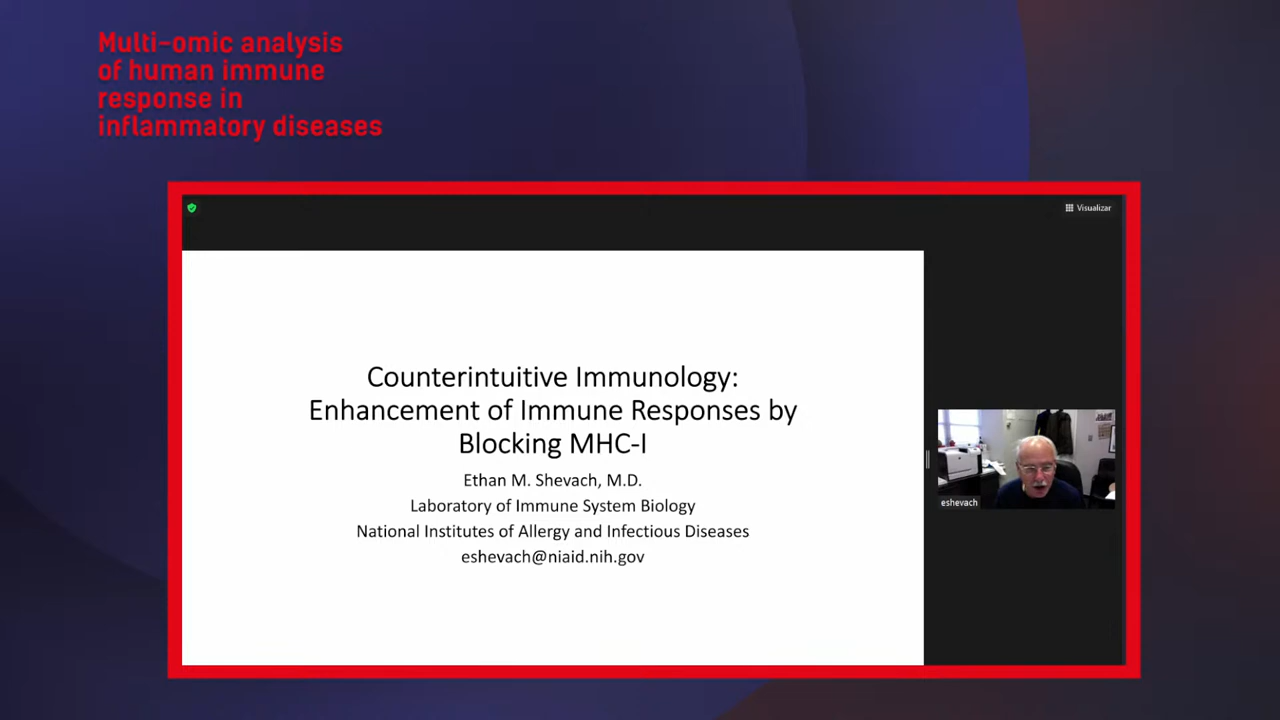 Multi-omic analysis
of human immune
response in
inflammatory diseases
Visualizar
Counterintuitive Immunology:
Enhancement of Immune Responses by
Blocking MHC-I
Ethan M. Shevach, M.D.
Laboratory of Immune System Biology
National Institutes of Allergy and Infectious Diseases
eshevach@niaid.nih.gov
eshevach